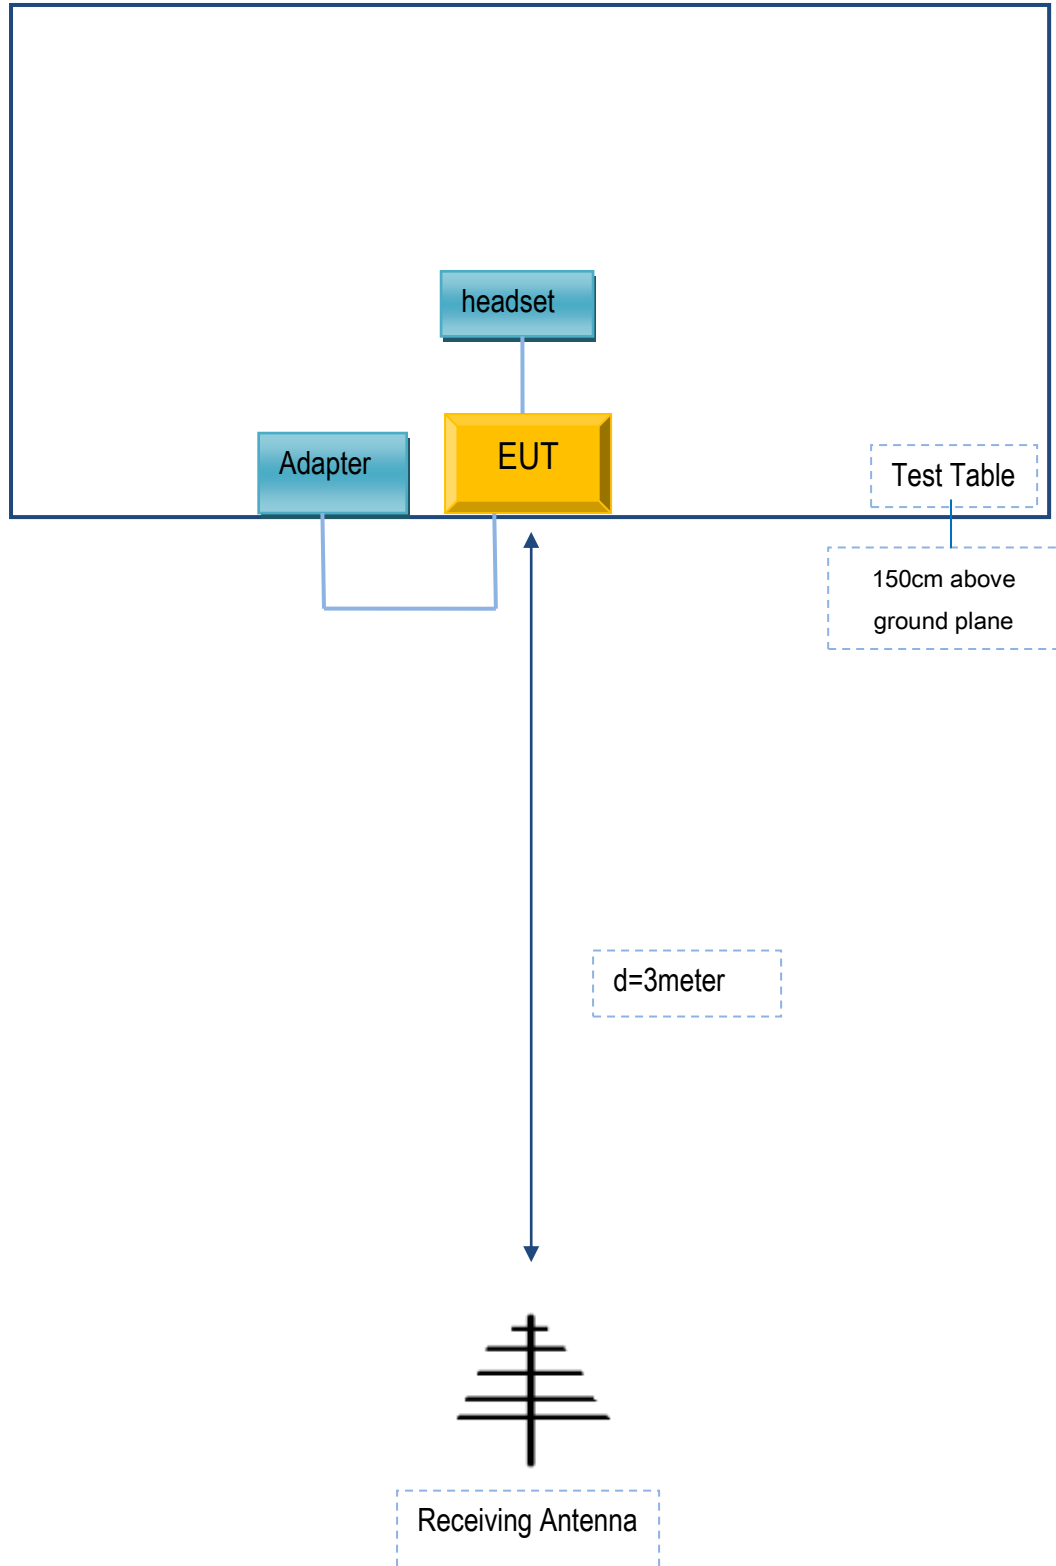 headset
EUT
Adapter
Test Table
150cm above
ground plane
d=3meter
Receiving Antenna